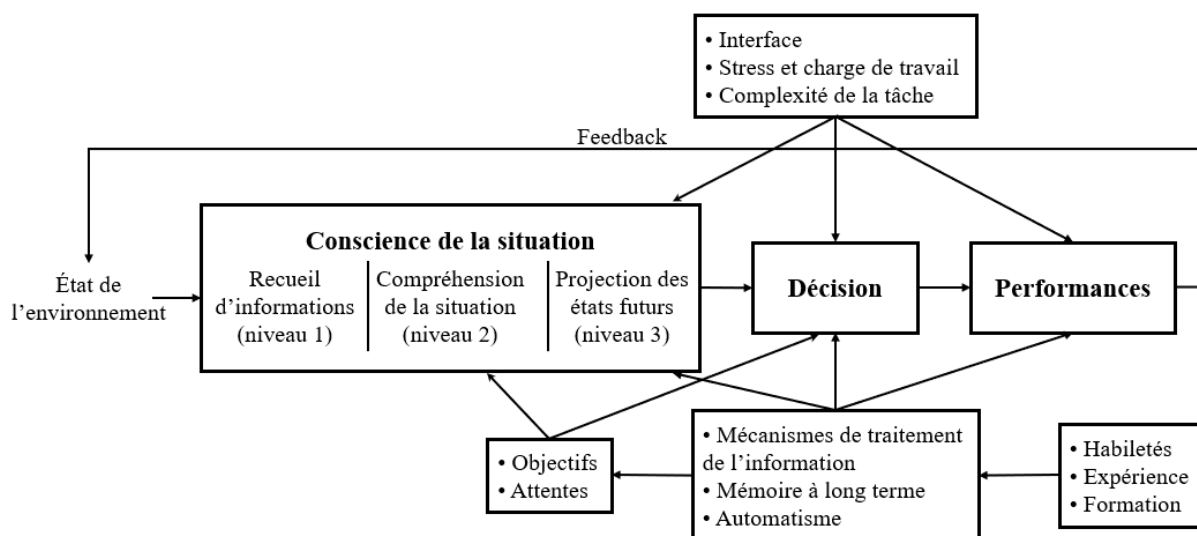 • Interface
• Stress et charge de travail
• Complexité de la tâche
Feedback
Conscience de la situation
Recueil
d’informations
(niveau 1)
Compréhension
de la situation
(niveau 2)
Projection des
états futurs
(niveau 3)
État de
l’environnement
Décision
Performances
• Objectifs
• Attentes
• Mécanismes de traitement
de l’information
• Mémoire à long terme
• Automatisme
• Habiletés
• Expérience
• Formation